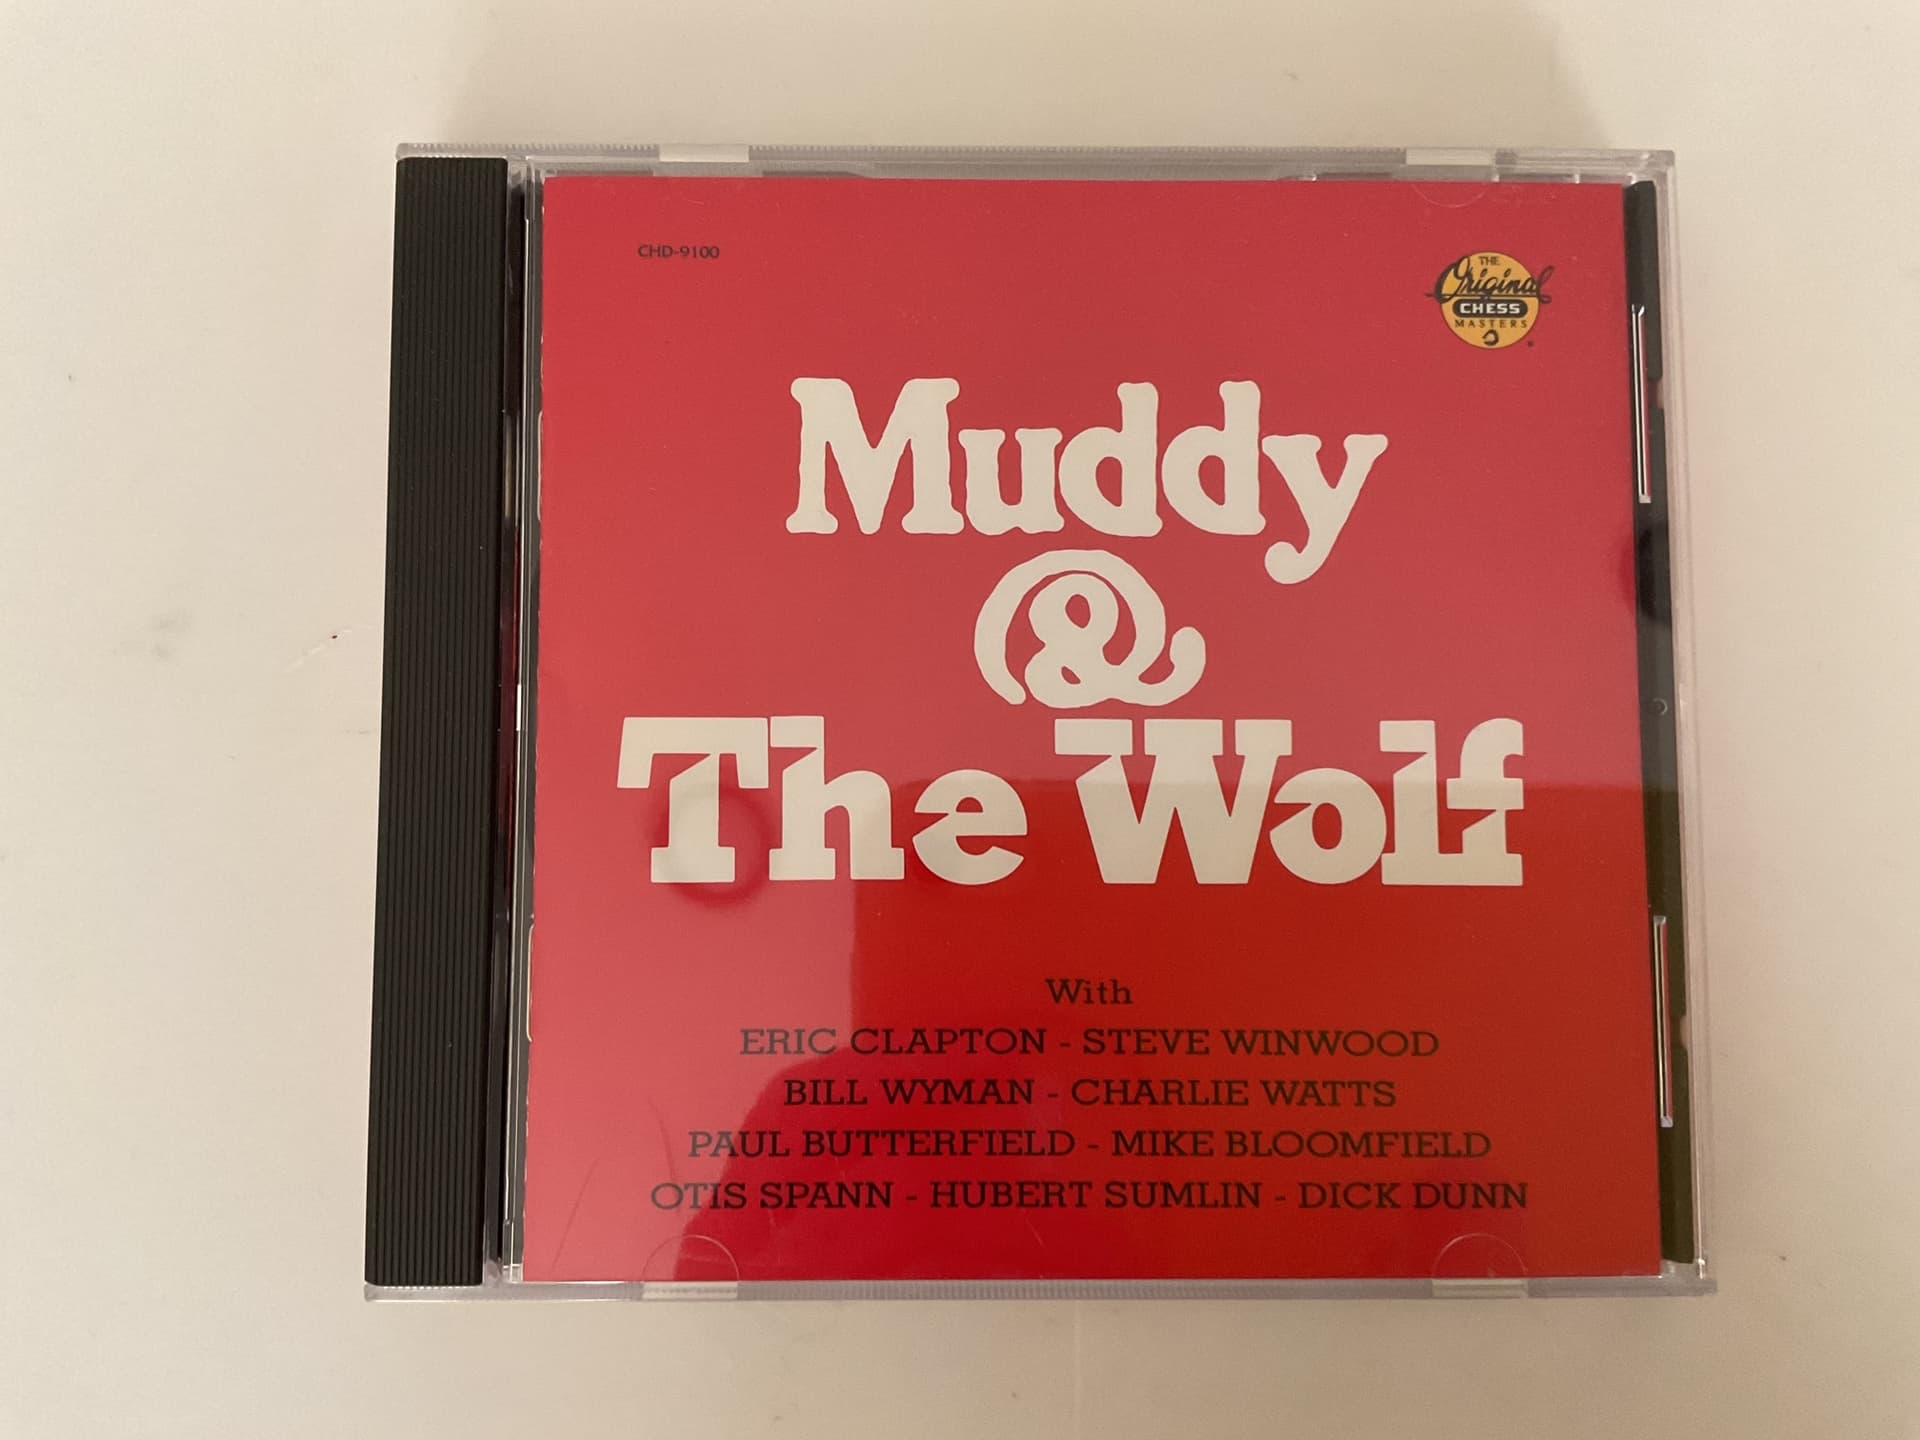 CHD-9100
THE
Original
CHESS
MASTERS
Muddy
&
The Wolf
With
ERIC CLAPTON - STEVE WINWOOD
BILL WYMAN - CHARLIE WATTS
PAUL BUTTERFIELD - MIKE BLOOMFIELD
OTIS SPANN - HUBERT SUMLIN - DICK DUNN